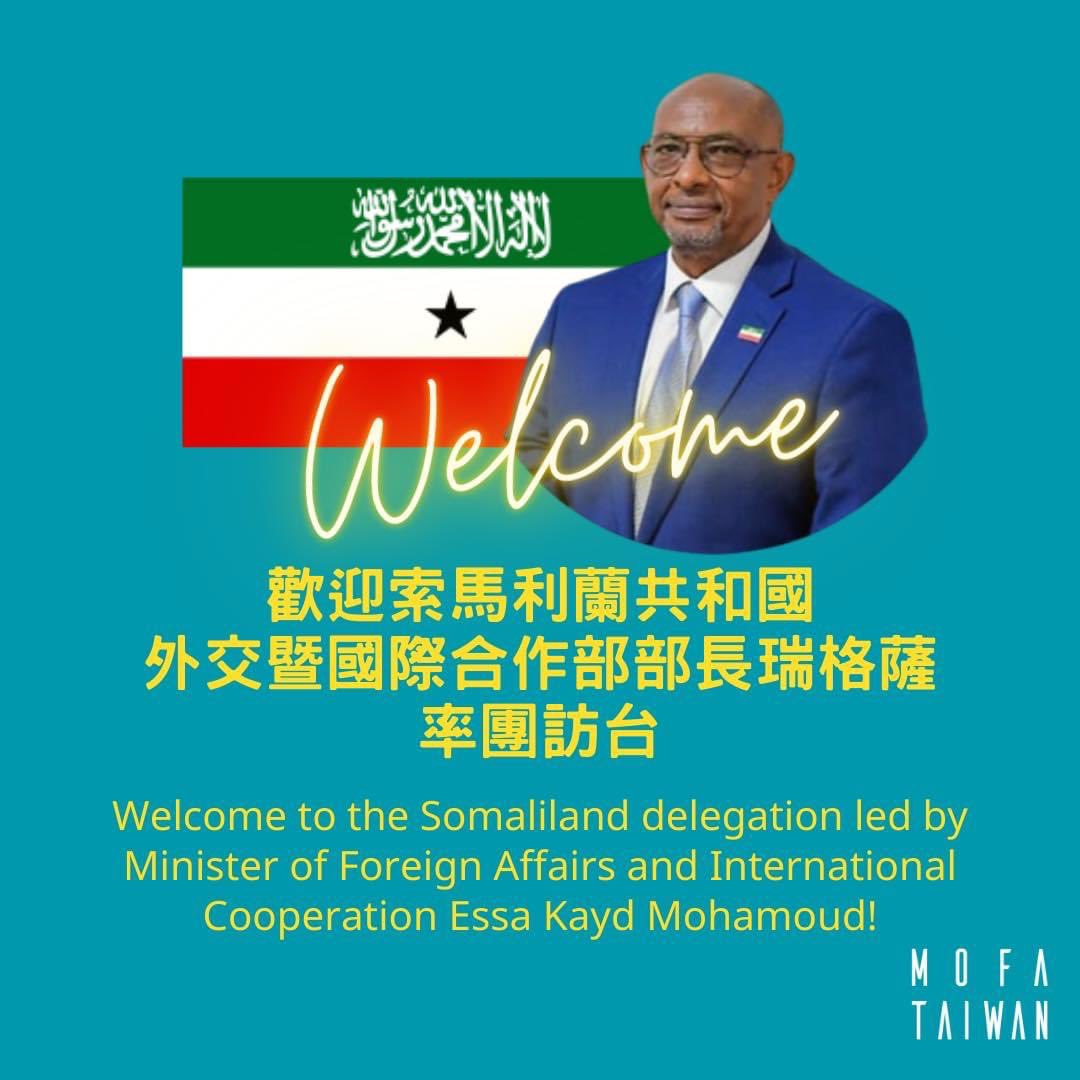 لا إله إلا الله محمد رسول الله
Welcome
歡迎索馬利蘭共和國
外交暨國際合作部部長瑞格薩
率團訪台
Welcome to the Somaliland delegation led by
Minister of Foreign Affairs and International
Cooperation Essa Kayd Mohamoud!
MOFA
TAIWAN